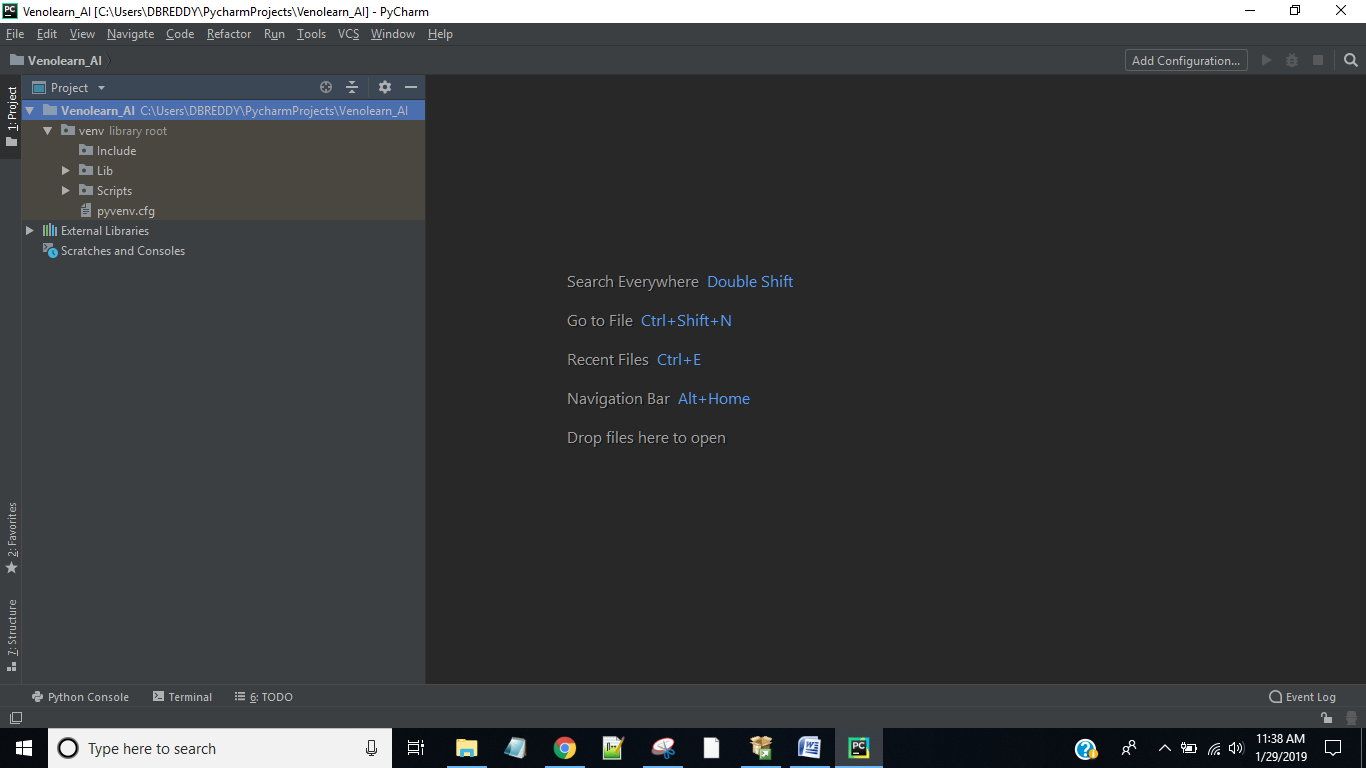 Venolearn_AI [C:\Users\DBREDDY\PycharmProjects\Venolearn_AI] - PyCharm
File Edit View Navigate Code Refactor Run Tools VCS Window Help
Venolearn_AI Add Configuration...
1: Project
Project
Venolearn_AI C:\Users\DBREDDY\PycharmProjects\Venolearn_AI
venv library root
Include
Lib
Scripts
pyvenv.cfg
External Libraries
Scratches and Consoles
Search Everywhere Double Shift
Go to File Ctrl+Shift+N
Recent Files Ctrl+E
Navigation Bar Alt+Home
Drop files here to open
2: Favorites
7: Structure
Python Console Terminal 6: TODO Event Log
Type here to search
11:38 AM
1/29/2019